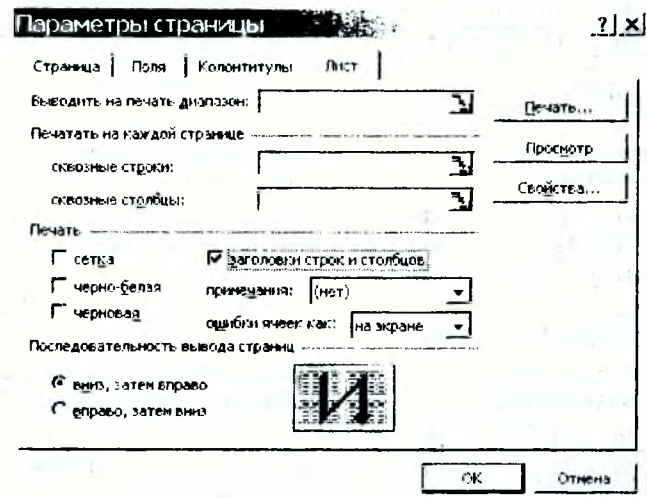 Параметры страницы ? ×
Страница Поля Колонтитулы Лист
Выводить на печать диапазон:
Печать...
Печатать на каждой странице
Просмотр
сквозные строки:
Свойства...
сквозные столбцы:
Печать
сетка
заголовки строк и столбцов
черно-белая
примечания: (нет)
черновая
ошибки ячеек как: на экране
Последовательность вывода страниц
вниз, затем вправо
вправо, затем вниз
OK Отмена